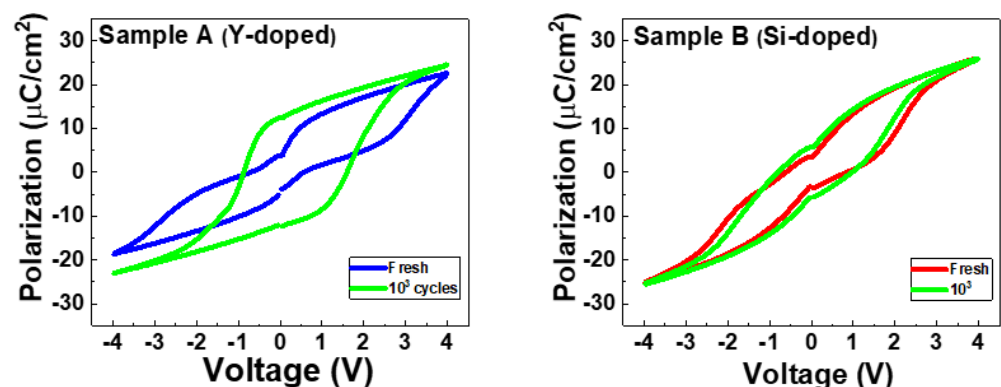 Sample A (Y-doped)
Polarization (μC/cm²)
30
20
10
0
-10
-20
-30
-4 -3 -2 -1 0 1 2 3 4
Voltage (V)
Fresh
10³ cycles
Sample B (Si-doped)
Polarization (μC/cm²)
30
20
10
0
-10
-20
-30
-4 -3 -2 -1 0 1 2 3 4
Voltage (V)
Fresh
10³